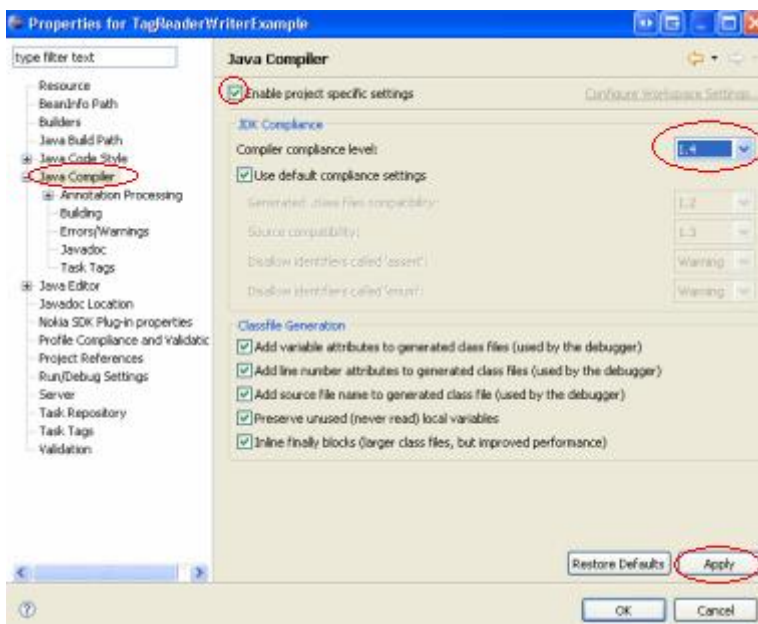 Properties for TagReaderWriterExample
type filter text
Resource
BeanInfo Path
Builders
Java Build Path
Java Code Style
Java Compiler
Annotation Processing
Building
Errors/Warnings
Javadoc
Task Tags
Java Editor
Javadoc Location
Nokia SDK Plug-in properties
Profile Compliance and Validatic
Project References
Run/Debug Settings
Server
Task Repository
Task Tags
Validation
Java Compiler
Enable project specific settings
Configure Workspace Settings...
JDK Compliance
Compiler compliance level: 1.4
Use default compliance settings
Generated .class files compatibility: 1.2
Source compatibility: 1.3
Disallow identifiers called 'assert': Warning
Disallow identifiers called 'enum': Warning
Classfile Generation
Add variable attributes to generated class files (used by the debugger)
Add line number attributes to generated class files (used by the debugger)
Add source file name to generated class file (used by the debugger)
Preserve unused (never read) local variables
Inline finally blocks (larger class files, but improved performance)
Restore Defaults Apply
OK Cancel